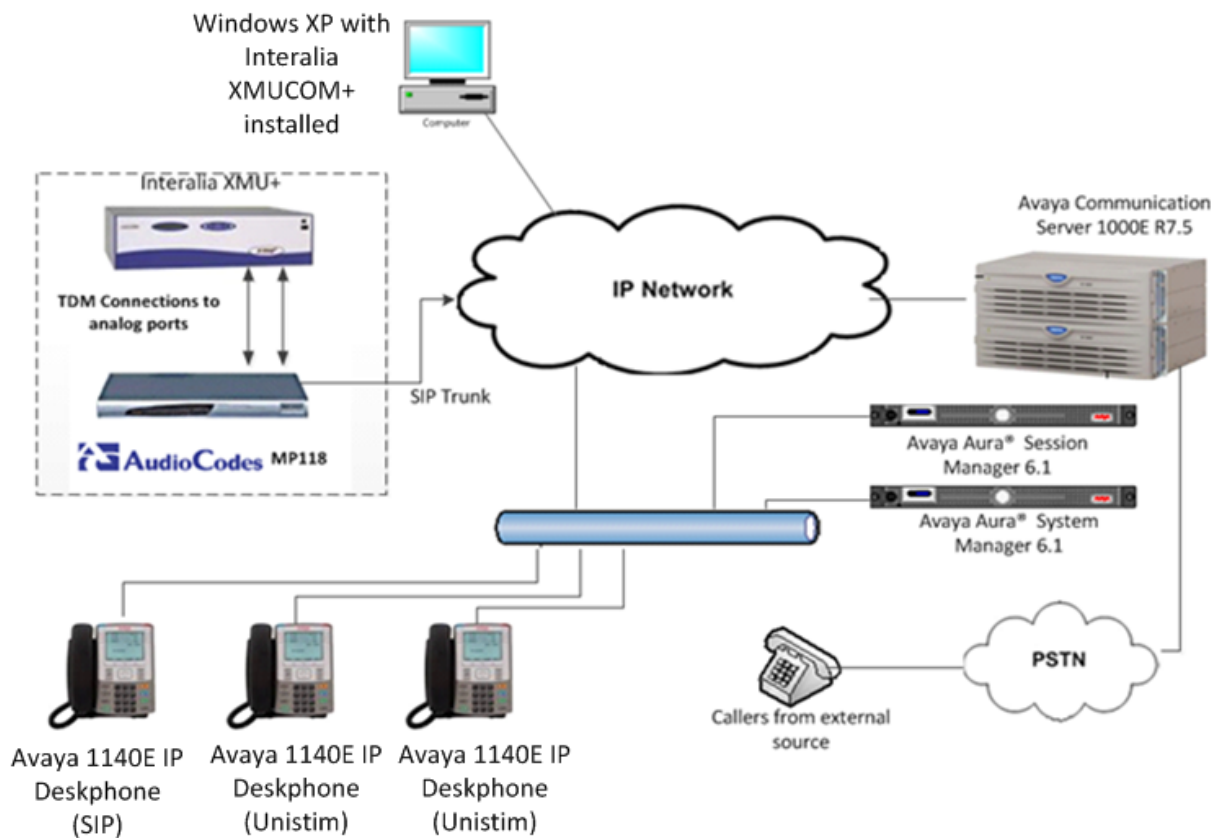 Windows XP with
Interalia
XMUCOM+
installed
Computer
Interalia XMU+
TDM Connections to
analog ports
AudioCodes MP118
SIP Trunk
IP Network
Avaya Communication
Server 1000E R7.5
Avaya Aura® Session
Manager 6.1
Avaya Aura® System
Manager 6.1
PSTN
Callers from external
source
Avaya 1140E IP
Deskphone
(SIP)
Avaya 1140E IP
Deskphone
(Unistim)
Avaya 1140E IP
Deskphone
(Unistim)